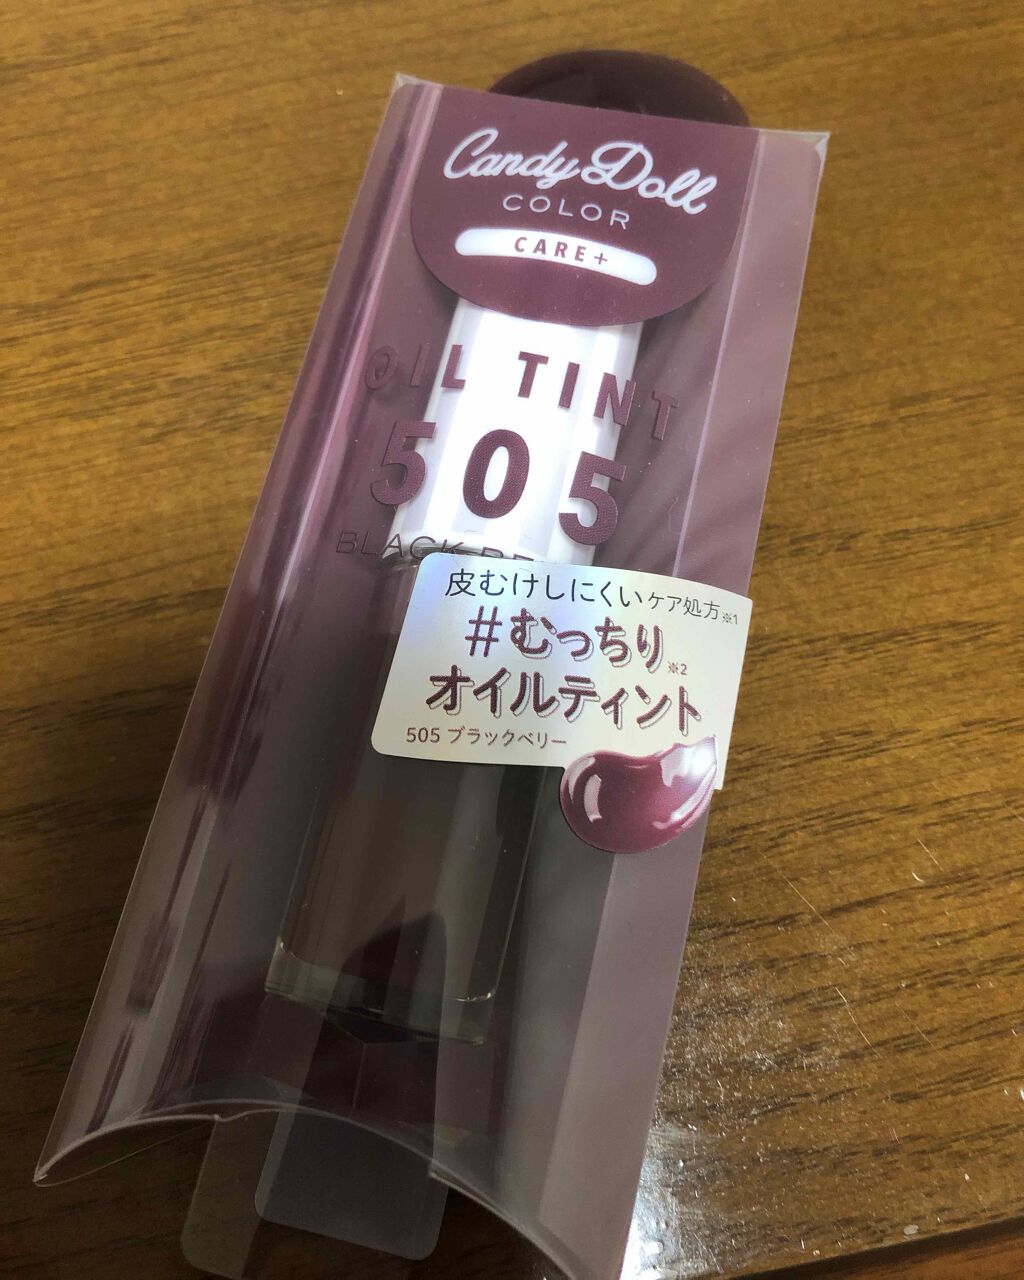 Candy Doll
COLOR
CARE+
OIL TINT
505
BLACK
皮むけしにくいケア処方※1
#むっちり※2
オイルティント
505 ブラックベリー